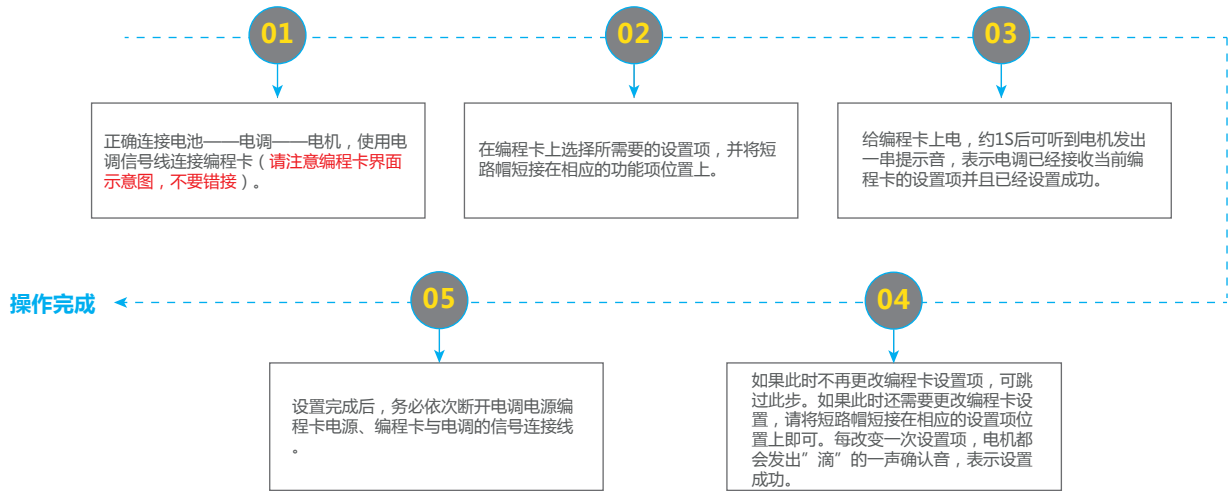 01
正确连接电池——电调——电机，使用电
调信号线连接编程卡（请注意编程卡界面
示意图，不要错接）。
02
在编程卡上选择所需要的设置项，并将短
路帽短接在相应的功能项位置上。
03
给编程卡上电，约1S后可听到电机发出
一串提示音，表示电调已经接收当前编
程卡的设置项并且已经设置成功。
04
如果此时不再更改编程卡设置项，可跳
过此步。如果此时还需要更改编程卡设
置，请将短路帽短接在相应的设置项位
置上即可。每改变一次设置项，电机都
会发出”滴”的一声确认音，表示设置
成功。
05
设置完成后，务必依次断开电调电源编
程卡电源、编程卡与电调的信号连接线
。
操作完成